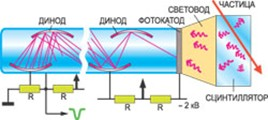 ЧАСТИЦА
СВЕТОВОД
ДИНОД
ДИНОД
ФОТОКАТОД
СЦИНТИЛЛЯТОР
R
R
R
R
– 2 кВ